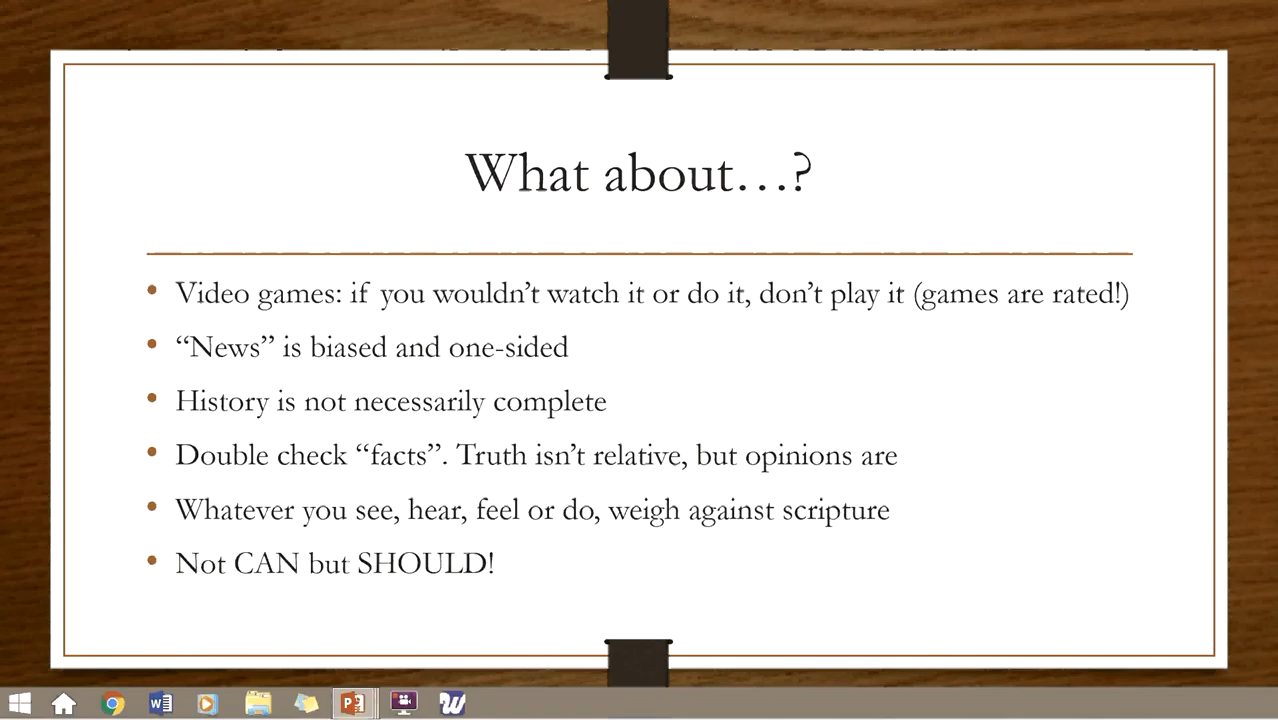 What about…?
Video games: if you wouldn’t watch it or do it, don’t play it (games are rated!)
“News” is biased and one-sided
History is not necessarily complete
Double check “facts”. Truth isn’t relative, but opinions are
Whatever you see, hear, feel or do, weigh against scripture
Not CAN but SHOULD!